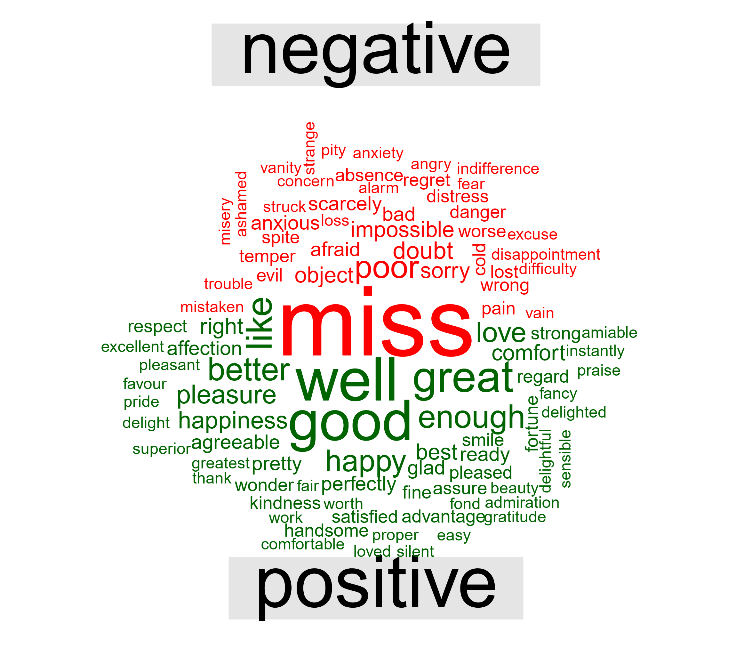 negative
strange
pity anxiety
vanity angry indifference
concern absence regret fear
alarm
misery ashamed struck scarcely distress
anxious loss bad danger
spite impossible worse excuse
temper afraid doubt cold disappointment
trouble evil object poor sorry lost difficulty
wrong
mistaken miss pain vain
respect right like love strong amiable
excellent affection comfort instantly
pleasant better well great regard praise
favour pleasure fancy
pride good enough fortune delighted
delight happiness
superior agreeable smile
greatest pretty happy best ready delightful sensible
thank glad pleased
wonder fair perfectly fine assure beauty
kindness worth fond admiration
work satisfied advantage gratitude
handsome proper easy
comfortable loved silent
positive